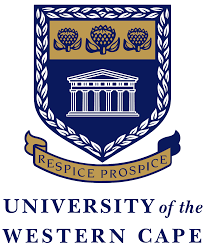 RESPICE PROSPICE
UNIVERSITY of the
WESTERN CAPE